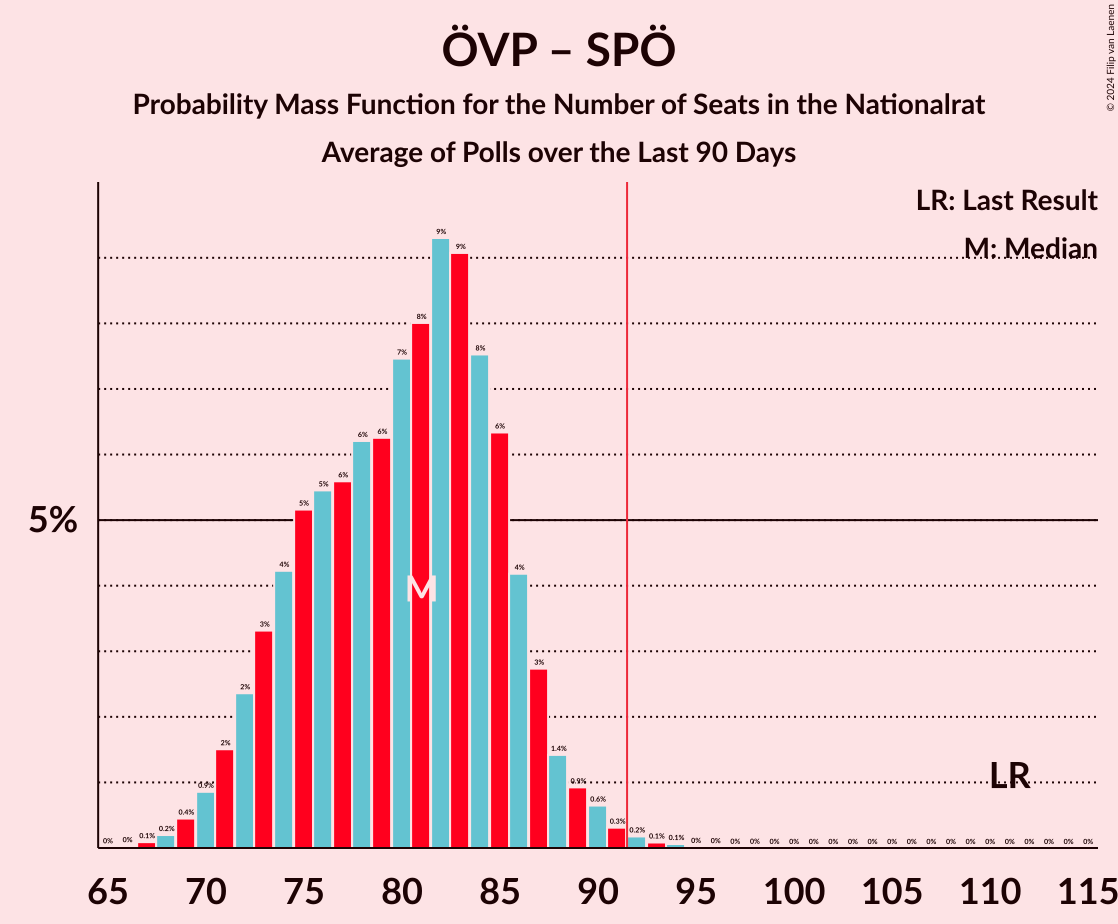 ÖVP – SPÖ
Probability Mass Function for the Number of Seats in the Nationalrat
Average of Polls over the Last 90 Days
© 2024 Filip van Laenen
LR: Last Result
M: Median
5%
0% 0% 0.1% 0.2% 0.4% 0.9% 2% 2% 3% 4% 5% 5% 6% 6% 6% 7% 8% 9% 9% 8% 6% 4% 3% 1.4% 0.9% 0.6% 0.3% 0.2% 0.1% 0.1% 0% 0% 0% 0% 0% 0% 0% 0% 0% 0% 0% 0% 0% 0% 0% 0% 0% 0% 0% 0% 0%
M
LR
65 70 75 80 85 90 95 100 105 110 115